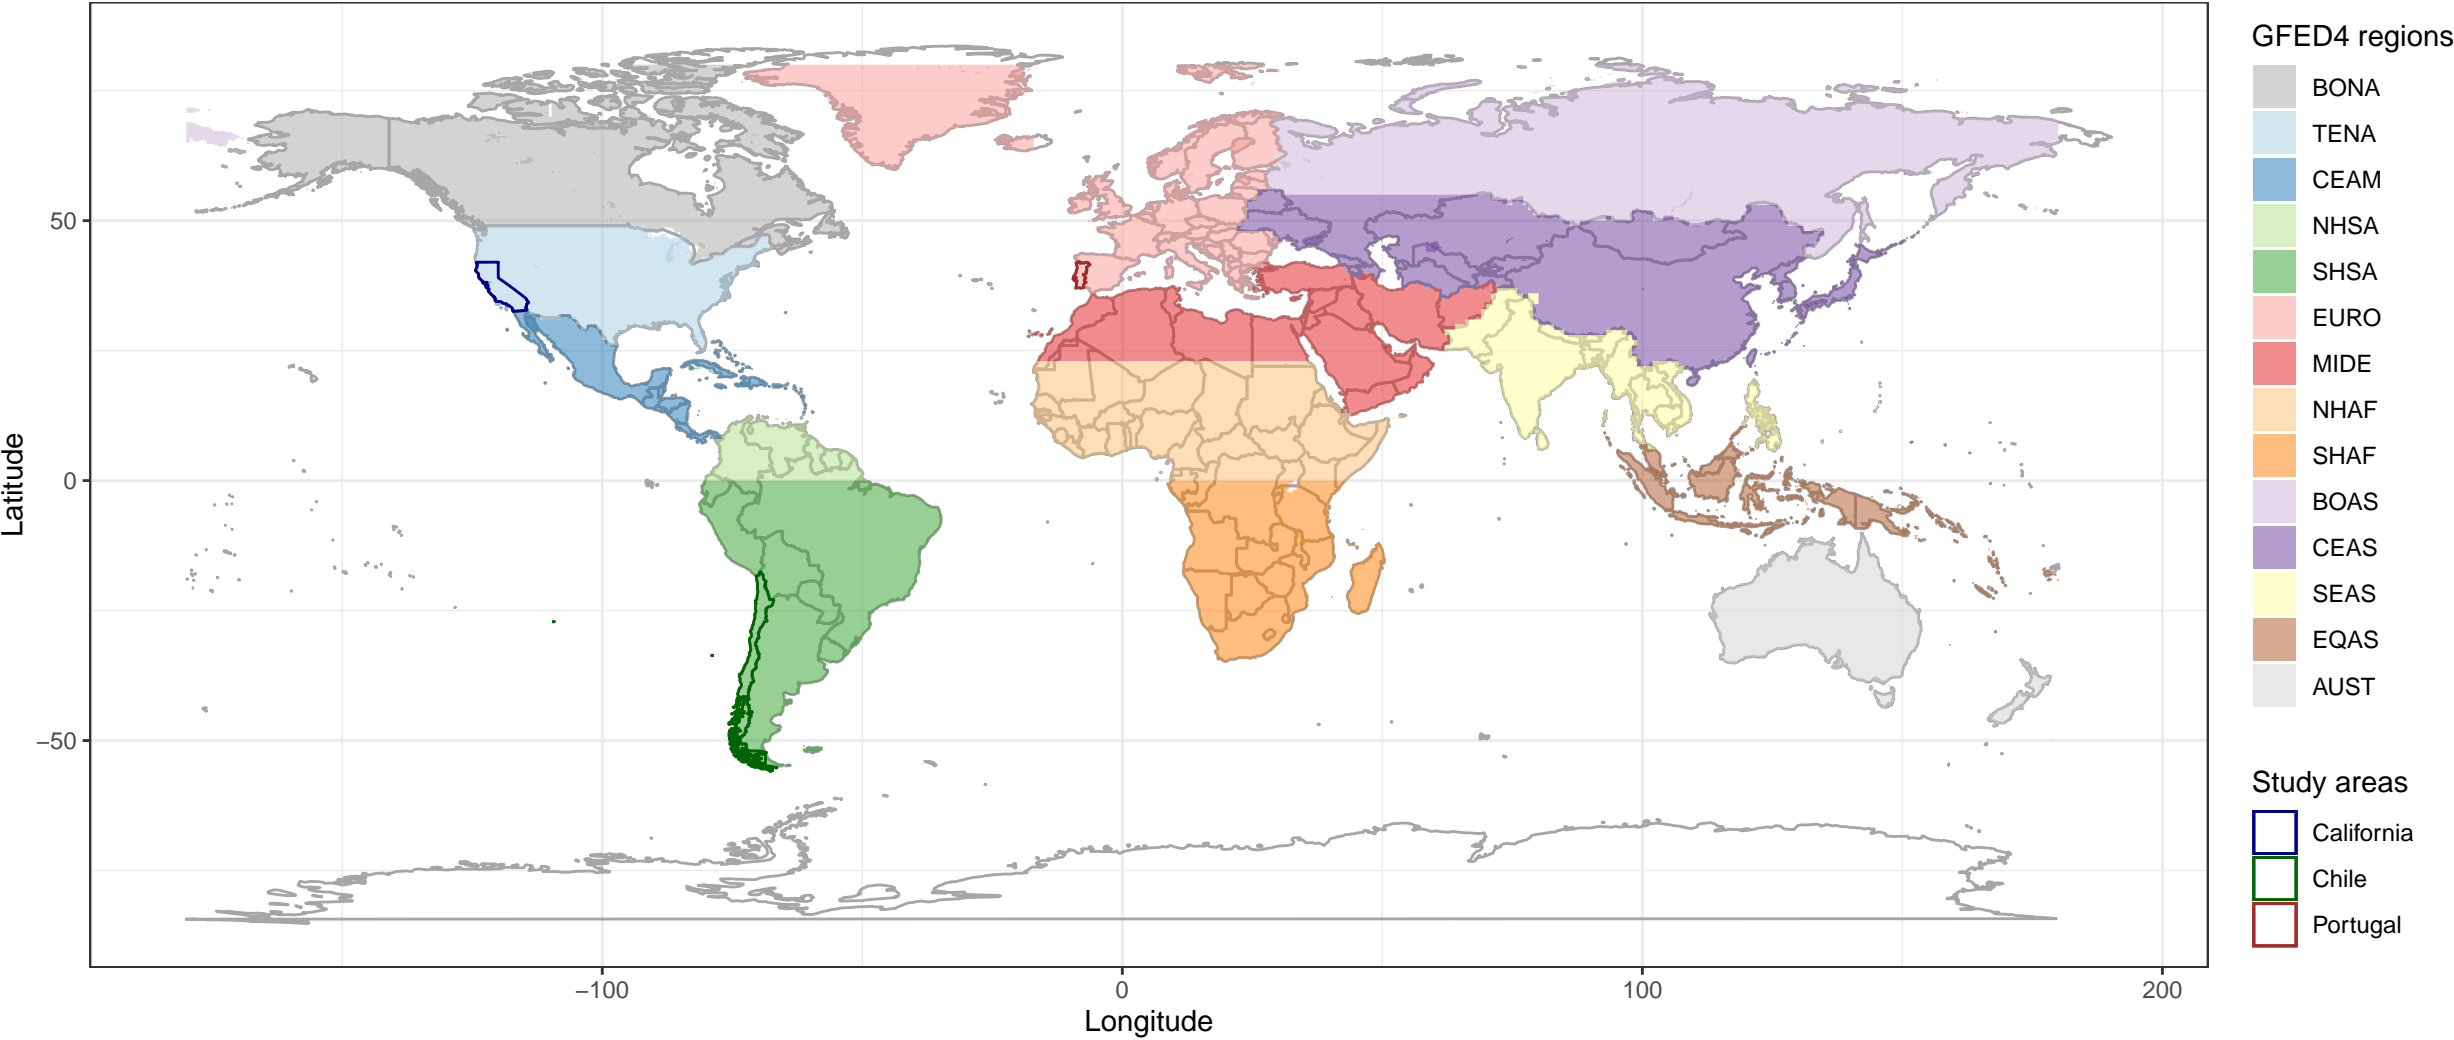 GFED4 regions
BONA
TENA
CEAM
NHSA
SHSA
EURO
MIDE
NHAF
SHAF
BOAS
CEAS
SEAS
EQAS
AUST
Study areas
California
Chile
Portugal
Latitude
50
0
−50
−100
0
100
200
Longitude